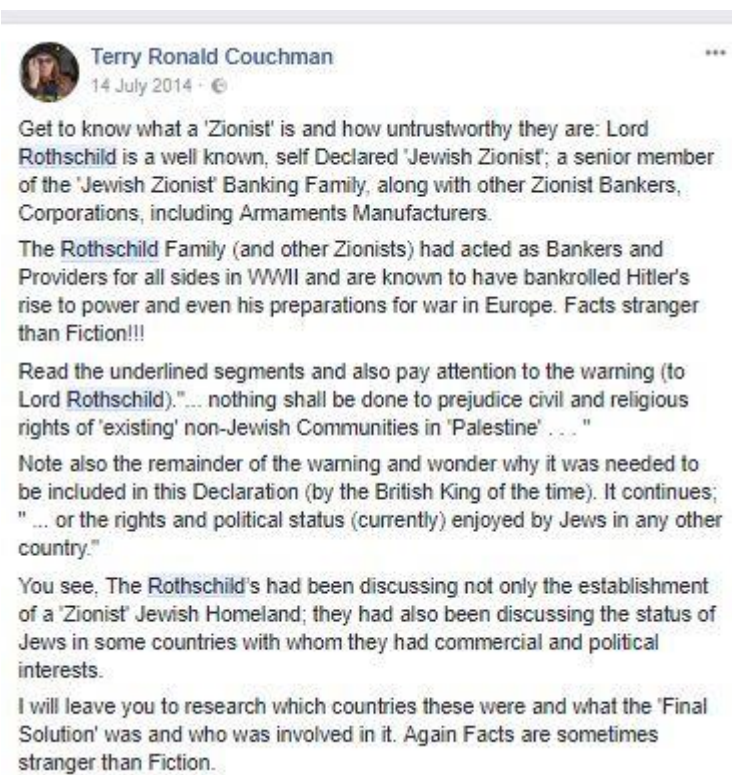 Terry Ronald Couchman
14 July 2014
Get to know what a 'Zionist' is and how untrustworthy they are: Lord
Rothschild is a well known, self Declared 'Jewish Zionist'; a senior member
of the 'Jewish Zionist' Banking Family, along with other Zionist Bankers,
Corporations, including Armaments Manufacturers.
The Rothschild Family (and other Zionists) had acted as Bankers and
Providers for all sides in WWII and are known to have bankrolled Hitler's
rise to power and even his preparations for war in Europe. Facts stranger
than Fiction!!!
Read the underlined segments and also pay attention to the warning (to
Lord Rothschild)."... nothing shall be done to prejudice civil and religious
rights of 'existing' non-Jewish Communities in 'Palestine' . . . "
Note also the remainder of the warning and wonder why it was needed to
be included in this Declaration (by the British King of the time). It continues;
" ... or the rights and political status (currently) enjoyed by Jews in any other
country."
You see, The Rothschild's had been discussing not only the establishment
of a 'Zionist' Jewish Homeland; they had also been discussing the status of
Jews in some countries with whom they had commercial and political
interests.
I will leave you to research which countries these were and what the 'Final
Solution' was and who was involved in it. Again Facts are sometimes
stranger than Fiction.